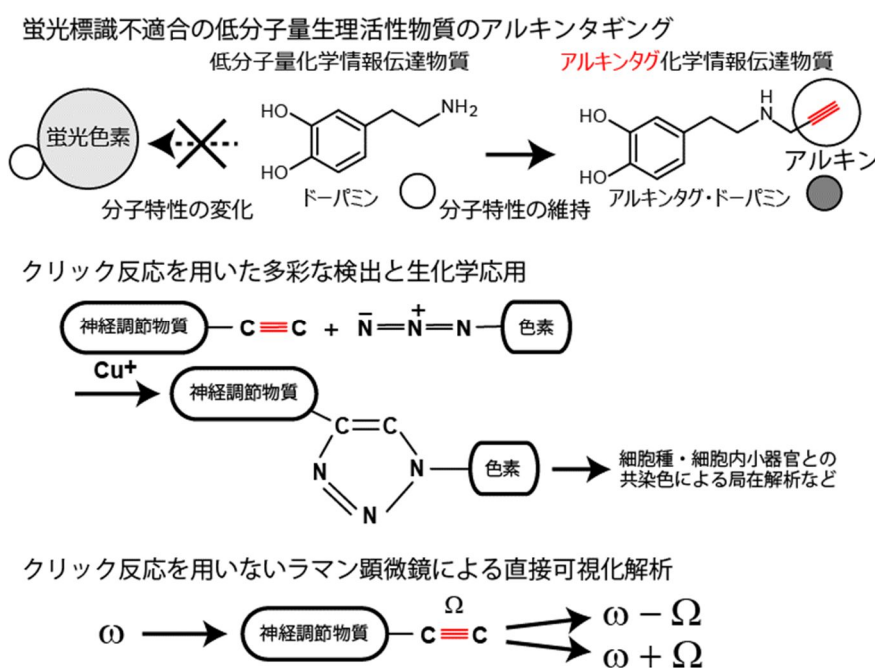 蛍光標識不適合の低分子量生理活性物質のアルキンタギング
低分子量化学情報伝達物質
アルキンタグ化学情報伝達物質
蛍光色素
HO
HO
NH2
HO
HO
H
N
アルキン
分子特性の変化
ドーパミン
分子特性の維持
アルキンタグ・ドーパミン
クリック反応を用いた多彩な検出と生化学応用
神経調節物質 C≡C + N̄=N⁺=N 色素
Cu+
神経調節物質
C=C
N N 色素
N
細胞種・細胞内小器官との
共染色による局在解析など
クリック反応を用いないラマン顕微鏡による直接可視化解析
Ω
ω 神経調節物質 C≡C
ω − Ω
ω + Ω